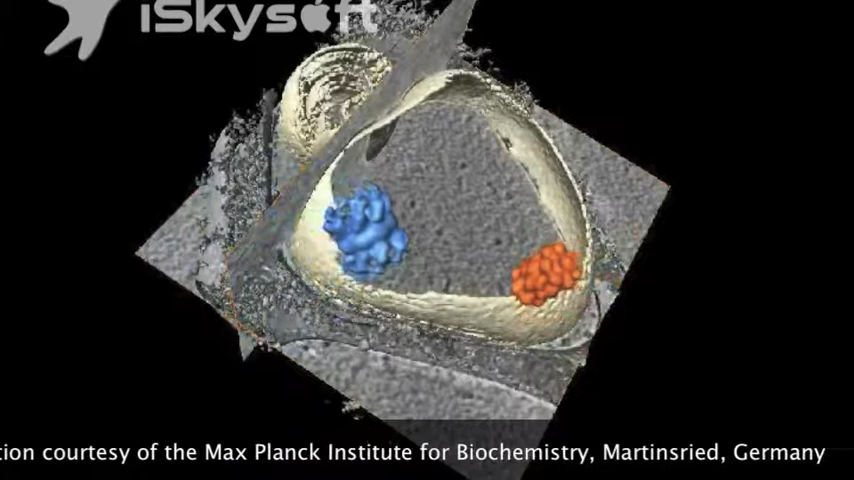 iSkysoft
tion courtesy of the Max Planck Institute for Biochemistry, Martinsried, Germany